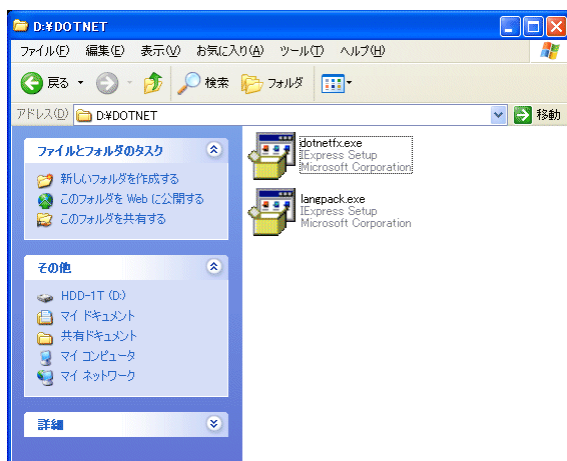 D:¥DOTNET
ファイル(F) 編集(E) 表示(V) お気に入り(A) ツール(T) ヘルプ(H)
戻る 検索 フォルダ
アドレス(D) D:¥DOTNET 移動
ファイルとフォルダのタスク
新しいフォルダを作成する
このフォルダを Web に公開する
このフォルダを共有する
その他
HDD-1T (D:)
マイ ドキュメント
共有ドキュメント
マイ コンピュータ
マイ ネットワーク
詳細
dotnetfx.exe
IExpress Setup
Microsoft Corporation
langpack.exe
IExpress Setup
Microsoft Corporation